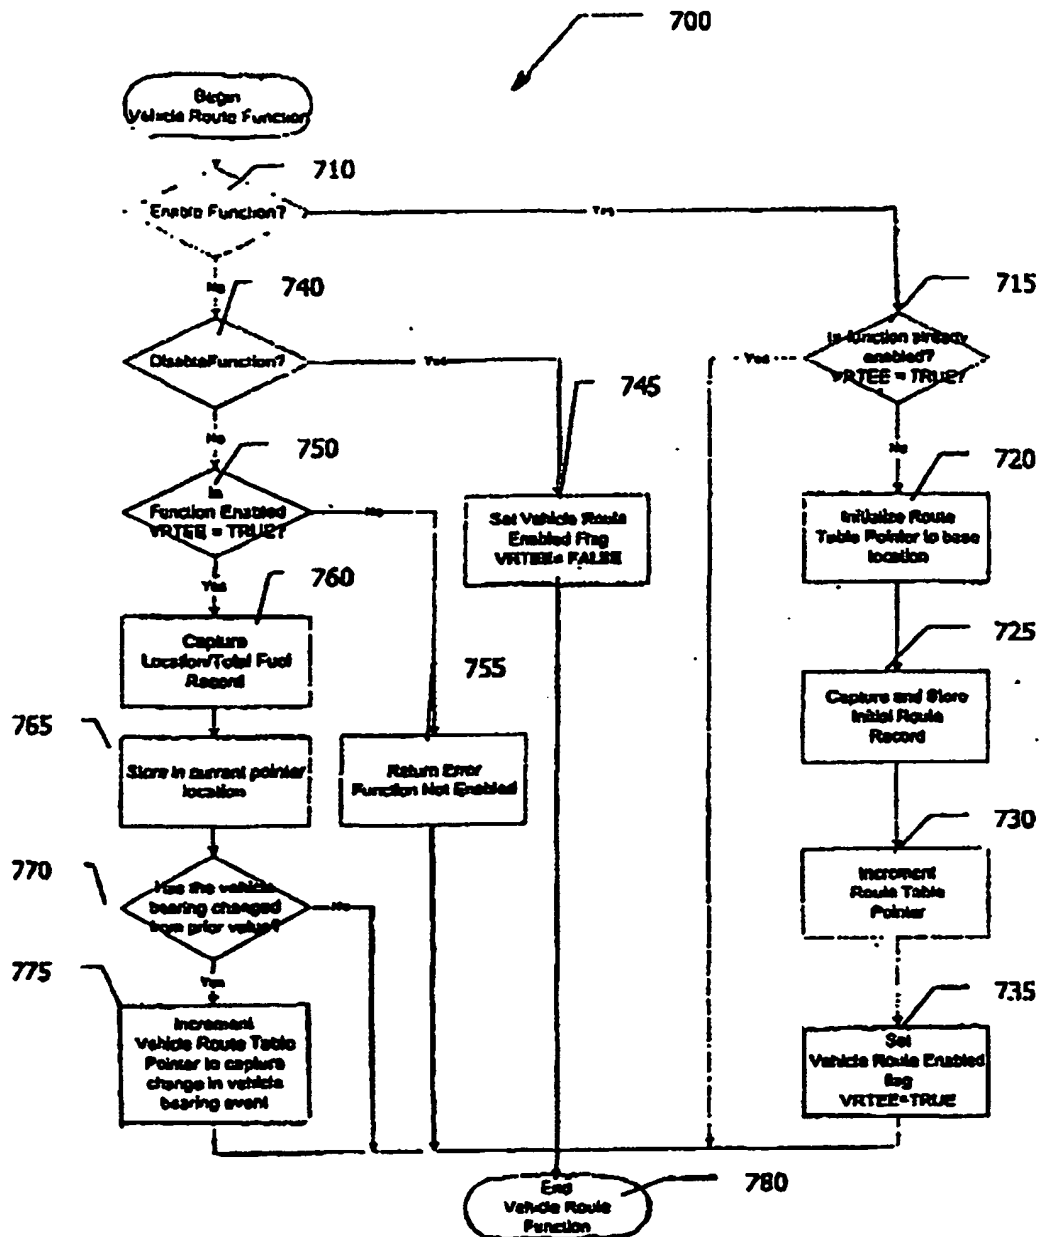 700
Begin
Vehicle Route Function
710
Enable Function?
Yes
No
740
Disable Function?
Yes
No
715
Is function already
enabled?
VRTEE = TRUE?
Yes
No
745
Set Vehicle Route
Enabled Flag
VRTEE= FALSE
750
Function Enabled
VRTEE = TRUE?
No
Yes
720
Initialize Route
Table Pointer to base
location
760
Capture
Location/Total Fuel
Record
755
Return Error
Function Not Enabled
725
Capture and Store
Initial Route
Record
765
Store in current pointer
location
730
Increment
Route Table
Pointer
770
Has the vehicle
bearing changed
from prior value?
No
Yes
775
Increment
Vehicle Route Table
Pointer to capture
change in vehicle
bearing event
735
Set
Vehicle Route Enabled
flag
VRTEE=TRUE
780
End
Vehicle Route
Function